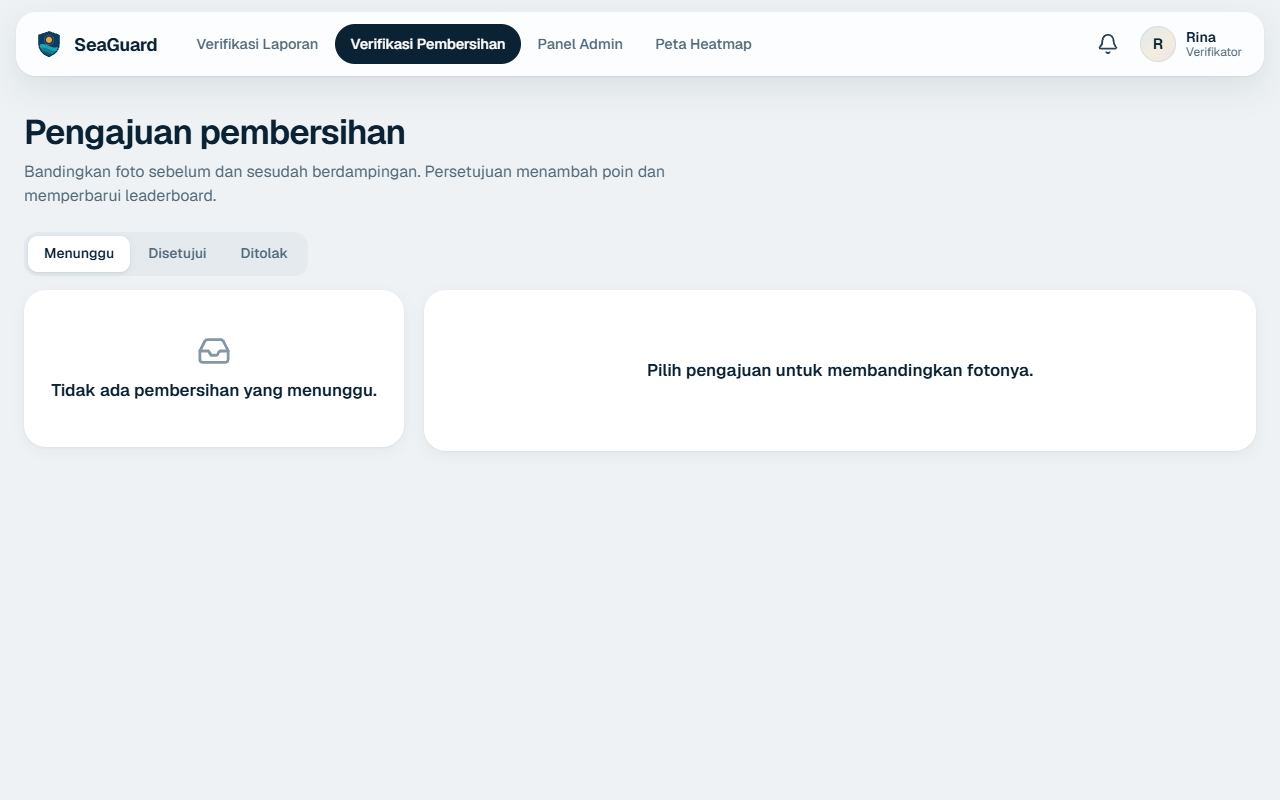 SeaGuard
Verifikasi Laporan
Verifikasi Pembersihan
Panel Admin
Peta Heatmap
R
Rina
Verifikator
Pengajuan pembersihan
Bandingkan foto sebelum dan sesudah berdampingan. Persetujuan menambah poin dan
memperbarui leaderboard.
Menunggu
Disetujui
Ditolak
Tidak ada pembersihan yang menunggu.
Pilih pengajuan untuk membandingkan fotonya.